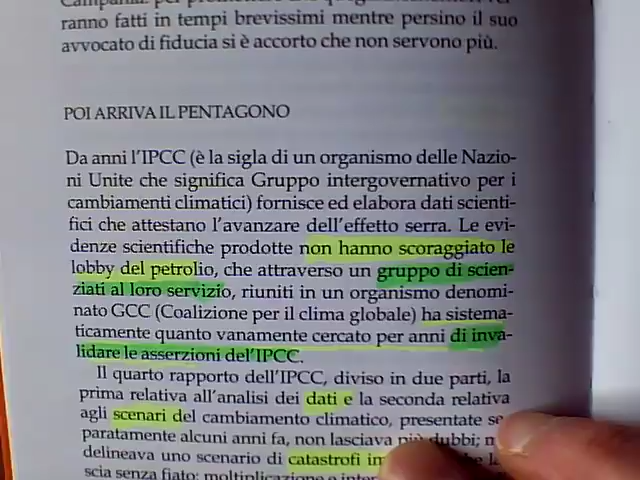 ranno fatti in tempi brevissimi mentre persino il suo
avvocato di fiducia si è accorto che non servono più.
POI ARRIVA IL PENTAGONO
Da anni l'IPCC (è la sigla di un organismo delle Nazio-
ni Unite che significa Gruppo intergovernativo per i
cambiamenti climatici) fornisce ed elabora dati scienti-
fici che attestano l'avanzare dell'effetto serra. Le evi-
denze scientifiche prodotte non hanno scoraggiato le
lobby del petrolio, che attraverso un gruppo di scien-
ziati al loro servizio, riuniti in un organismo denomi-
nato GCC (Coalizione per il clima globale) ha sistema-
ticamente quanto vanamente cercato per anni di inva-
lidare le asserzioni del'IPCC.
Il quarto rapporto dell'IPCC, diviso in due parti, la
prima relativa all'analisi dei dati e la seconda relativa
agli scenari del cambiamento climatico, presentate se
paratamente alcuni anni fa, non lasciava più dubbi;
delineava uno scenario di catastrofi
scia senza fiato: moltiplicazione e